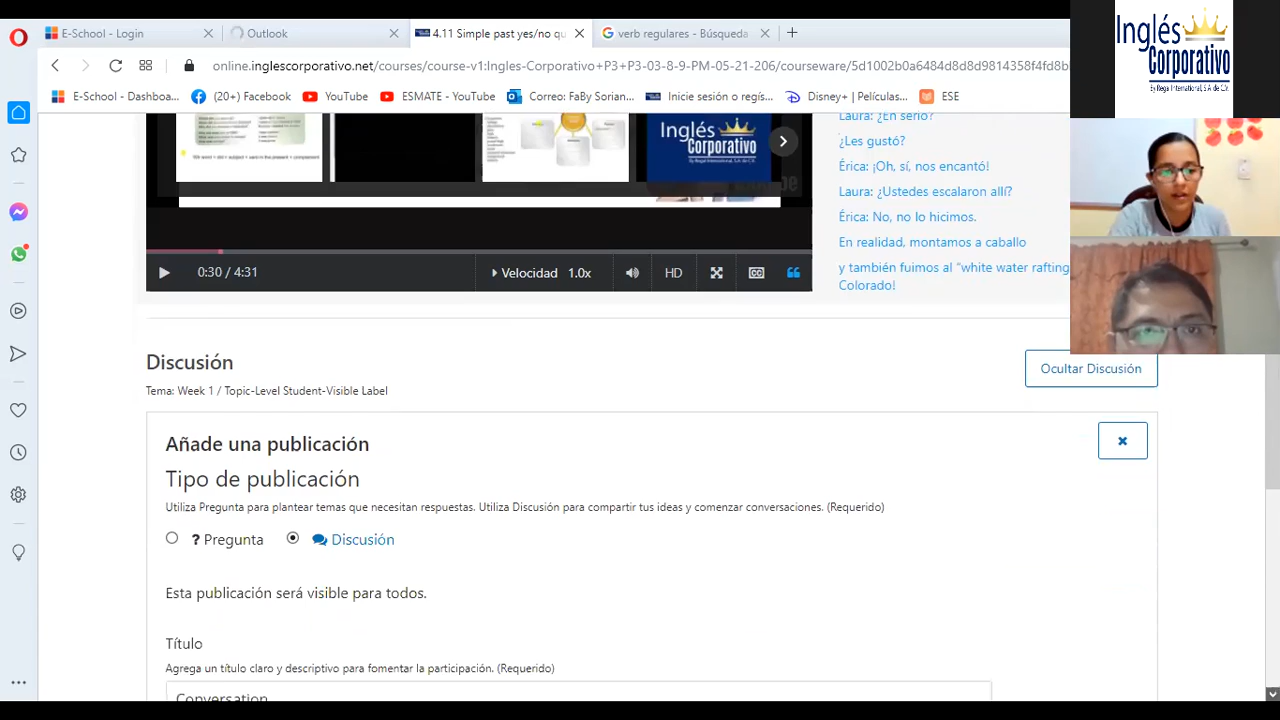 E-School - Login
Outlook
4.11 Simple past yes/no qu
verb regulares - Búsqueda
online.inglescorporativo.net/courses/course-v1:Ingles-Corporativo+P3+P3-03-8-9-PM-05-21-206/courseware/5d1002b0a6484d8d8d9814358f4fd8b
E-School - Dashboa...
(20+) Facebook
YouTube
ESMATE - YouTube
Correo: FaBy Sorian...
Inicie sesión o regís...
Disney+ | Películas...
ESE
Inglés
Corporativo
By Regal International, S.A. de C.V.
Inglés
Corporativo
Laura: ¿En serio?
¿Les gustó?
Érica: ¡Oh, sí, nos encantó!
Laura: ¿Ustedes escalaron allí?
Érica: No, no lo hicimos.
En realidad, montamos a caballo
y también fuimos al “white water rafting
Colorado!
0:30 / 4:31
Velocidad 1.0x
HD
Discusión
Tema: Week 1 / Topic-Level Student-Visible Label
Ocultar Discusión
Añade una publicación
Tipo de publicación
Utiliza Pregunta para plantear temas que necesitan respuestas. Utiliza Discusión para compartir tus ideas y comenzar conversaciones. (Requerido)
? Pregunta
Discusión
Esta publicación será visible para todos.
Título
Agrega un título claro y descriptivo para fomentar la participación. (Requerido)
Conversation